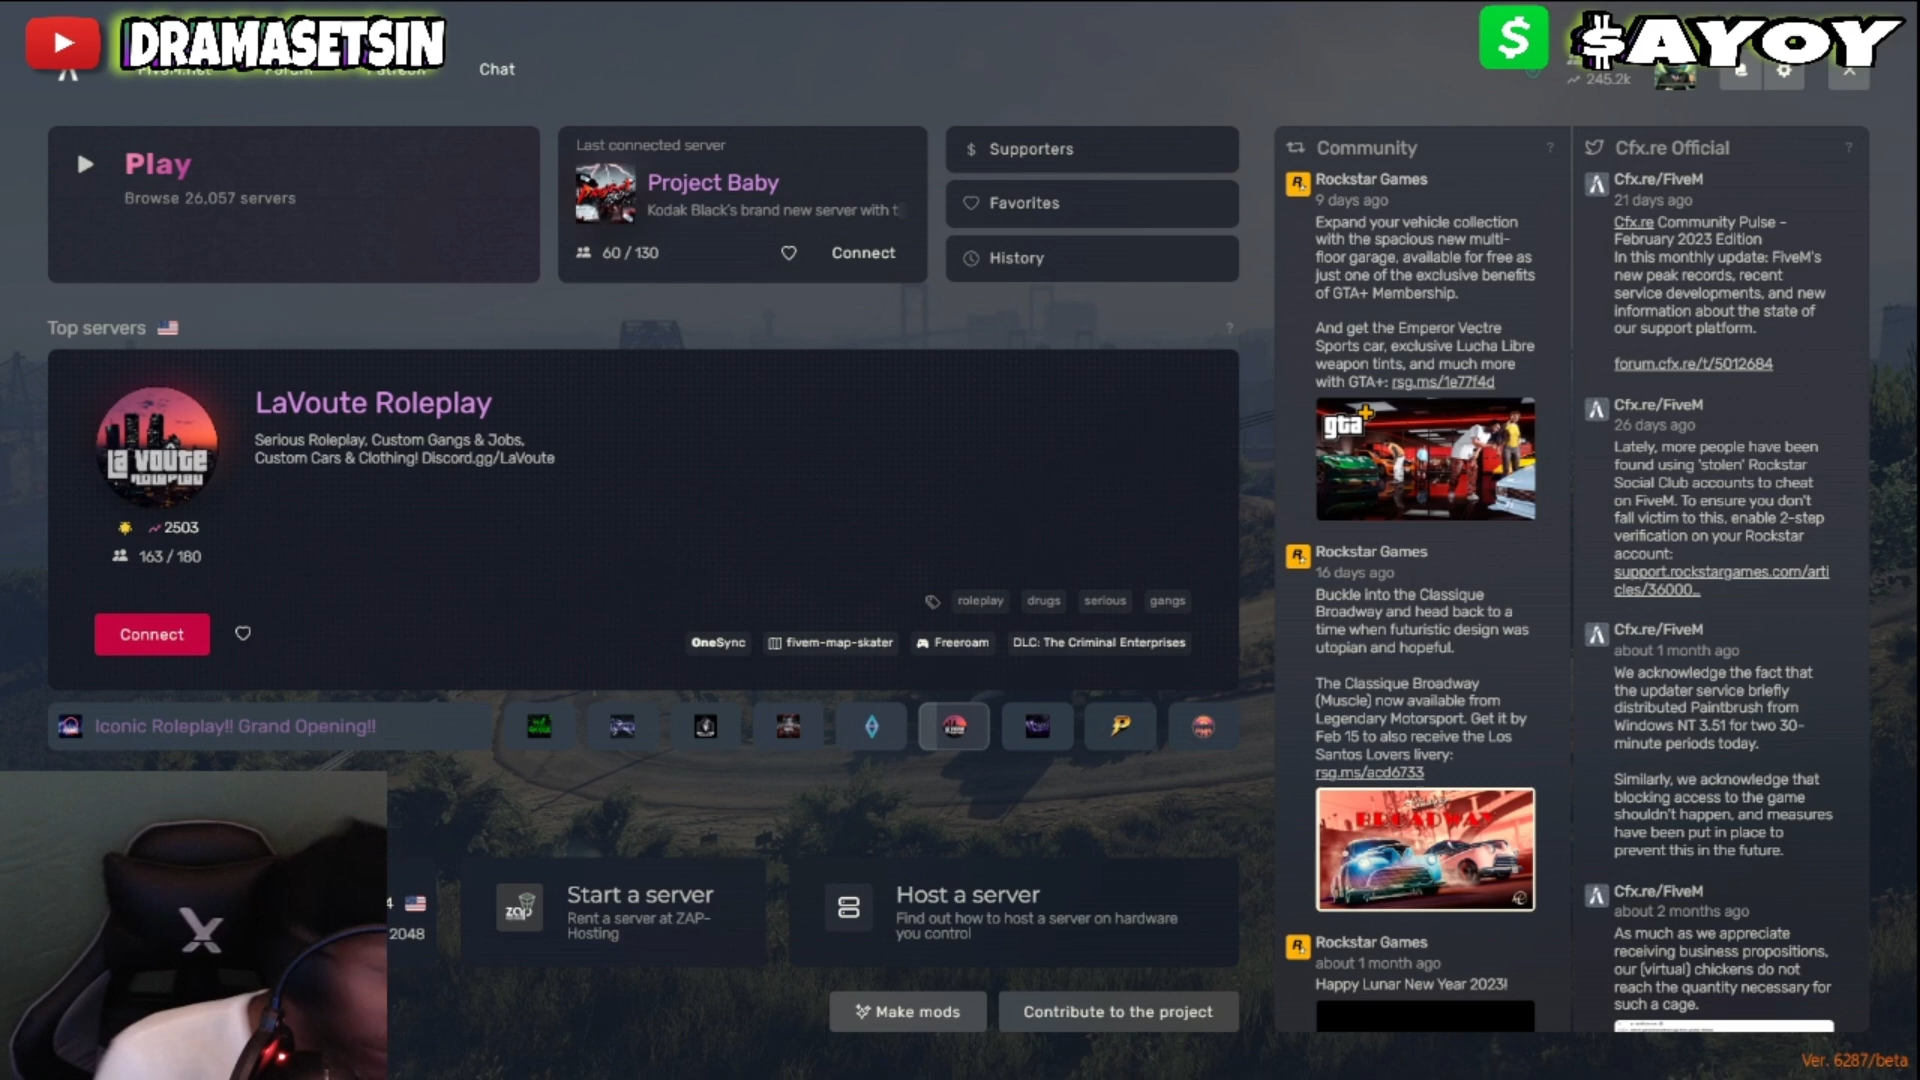 DRAMASETSIN
$AYOY
Chat
245.2k
Play
Browse 26,057 servers
Last connected server
Project Baby
Kodak Black's brand new server with t
60 / 130
Connect
$ Supporters
Favorites
History
Top servers
?
LaVoute Roleplay
Serious Roleplay, Custom Gangs & Jobs,
Custom Cars & Clothing! Discord.gg/LaVoute
LA VOUTE
ROLEPLAY
2503
163 / 180
Connect
roleplay
drugs
serious
gangs
OneSync
fivem-map-skater
Freeroam
DLC: The Criminal Enterprises
Iconic Roleplay!! Grand Opening!!
4
2048
zap
Start a server
Rent a server at ZAP-
Hosting
Host a server
Find out how to host a server on hardware
you control
Make mods
Contribute to the project
Community
?
Rockstar Games
9 days ago
Expand your vehicle collection
with the spacious new multi-
floor garage, available for free as
just one of the exclusive benefits
of GTA+ Membership.
And get the Emperor Vectre
Sports car, exclusive Lucha Libre
weapon tints, and much more
with GTA+: rsg.ms/1e77f4d
gta+
Rockstar Games
16 days ago
Buckle into the Classique
Broadway and head back to a
time when futuristic design was
utopian and hopeful.
The Classique Broadway
(Muscle) now available from
Legendary Motorsport. Get it by
Feb 15 to also receive the Los
Santos Lovers livery:
rsg.ms/acd6733
BROADWAY
Rockstar Games
about 1 month ago
Happy Lunar New Year 2023!
Cfx.re Official
?
Cfx.re/FiveM
21 days ago
Cfx.re Community Pulse –
February 2023 Edition
In this monthly update: FiveM's
new peak records, recent
service developments, and new
information about the state of
our support platform.
forum.cfx.re/t/5012684
Cfx.re/FiveM
26 days ago
Lately, more people have been
found using 'stolen' Rockstar
Social Club accounts to cheat
on FiveM. To ensure you don't
fall victim to this, enable 2-step
verification on your Rockstar
account:
support.rockstargames.com/arti
cles/36000…
Cfx.re/FiveM
about 1 month ago
We acknowledge the fact that
the updater service briefly
distributed Paintbrush from
Windows NT 3.51 for two 30-
minute periods today.
Similarly, we acknowledge that
blocking access to the game
shouldn't happen, and measures
have been put in place to
prevent this in the future.
Cfx.re/FiveM
about 2 months ago
As much as we appreciate
receiving business propositions,
our (virtual) chickens do not
reach the quantity necessary for
such a cage.
Ver. 6287/beta